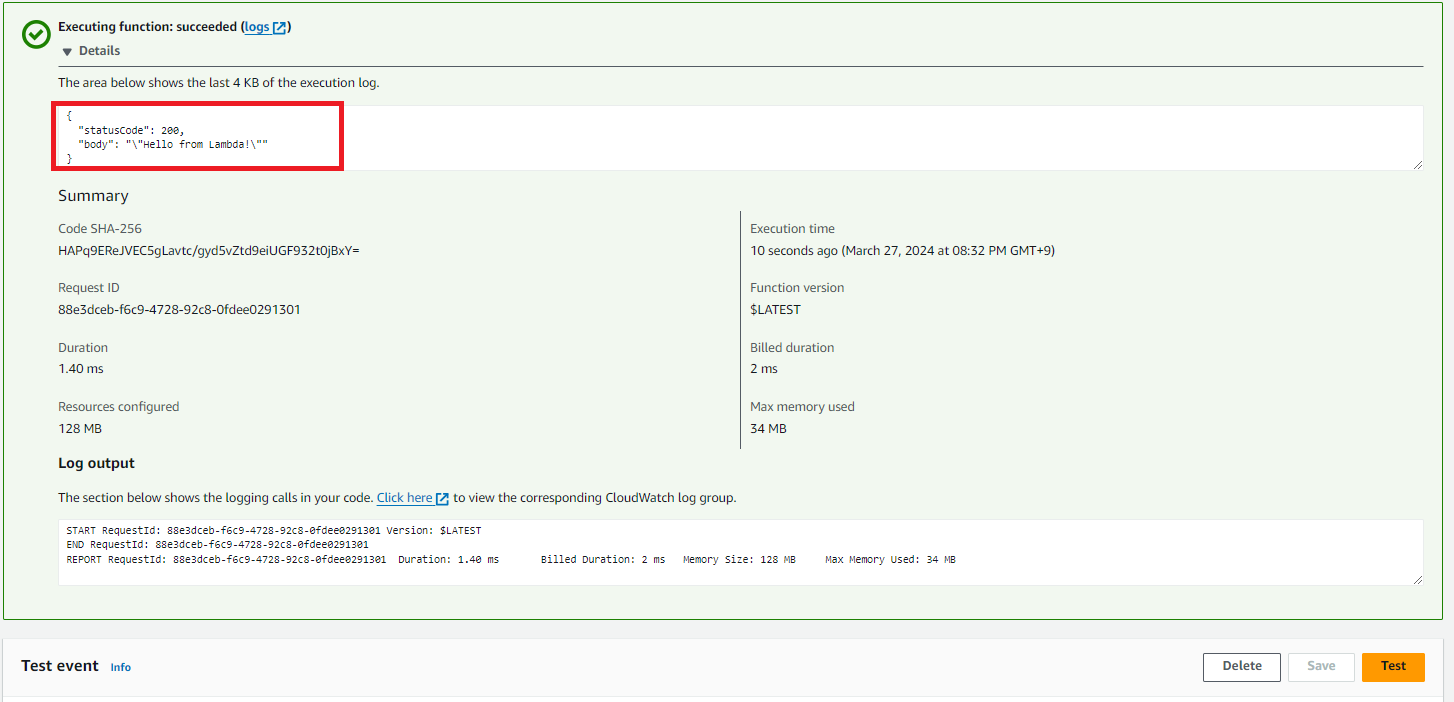 Executing function: succeeded (logs)
▼ Details
The area below shows the last 4 KB of the execution log.
{
  "statusCode": 200,
  "body": "\"Hello from Lambda!\""
}
Summary
Code SHA-256
HAPq9EReJVEC5gLavtc/gyd5vZtd9eiUGF932t0jBxY=
Execution time
10 seconds ago (March 27, 2024 at 08:32 PM GMT+9)
Request ID
88e3dceb-f6c9-4728-92c8-0fdee0291301
Function version
$LATEST
Duration
1.40 ms
Billed duration
2 ms
Resources configured
128 MB
Max memory used
34 MB
Log output
The section below shows the logging calls in your code. Click here to view the corresponding CloudWatch log group.
START RequestId: 88e3dceb-f6c9-4728-92c8-0fdee0291301 Version: $LATEST
END RequestId: 88e3dceb-f6c9-4728-92c8-0fdee0291301
REPORT RequestId: 88e3dceb-f6c9-4728-92c8-0fdee0291301  Duration: 1.40 ms  Billed Duration: 2 ms  Memory Size: 128 MB  Max Memory Used: 34 MB
Test event Info
Delete Save Test